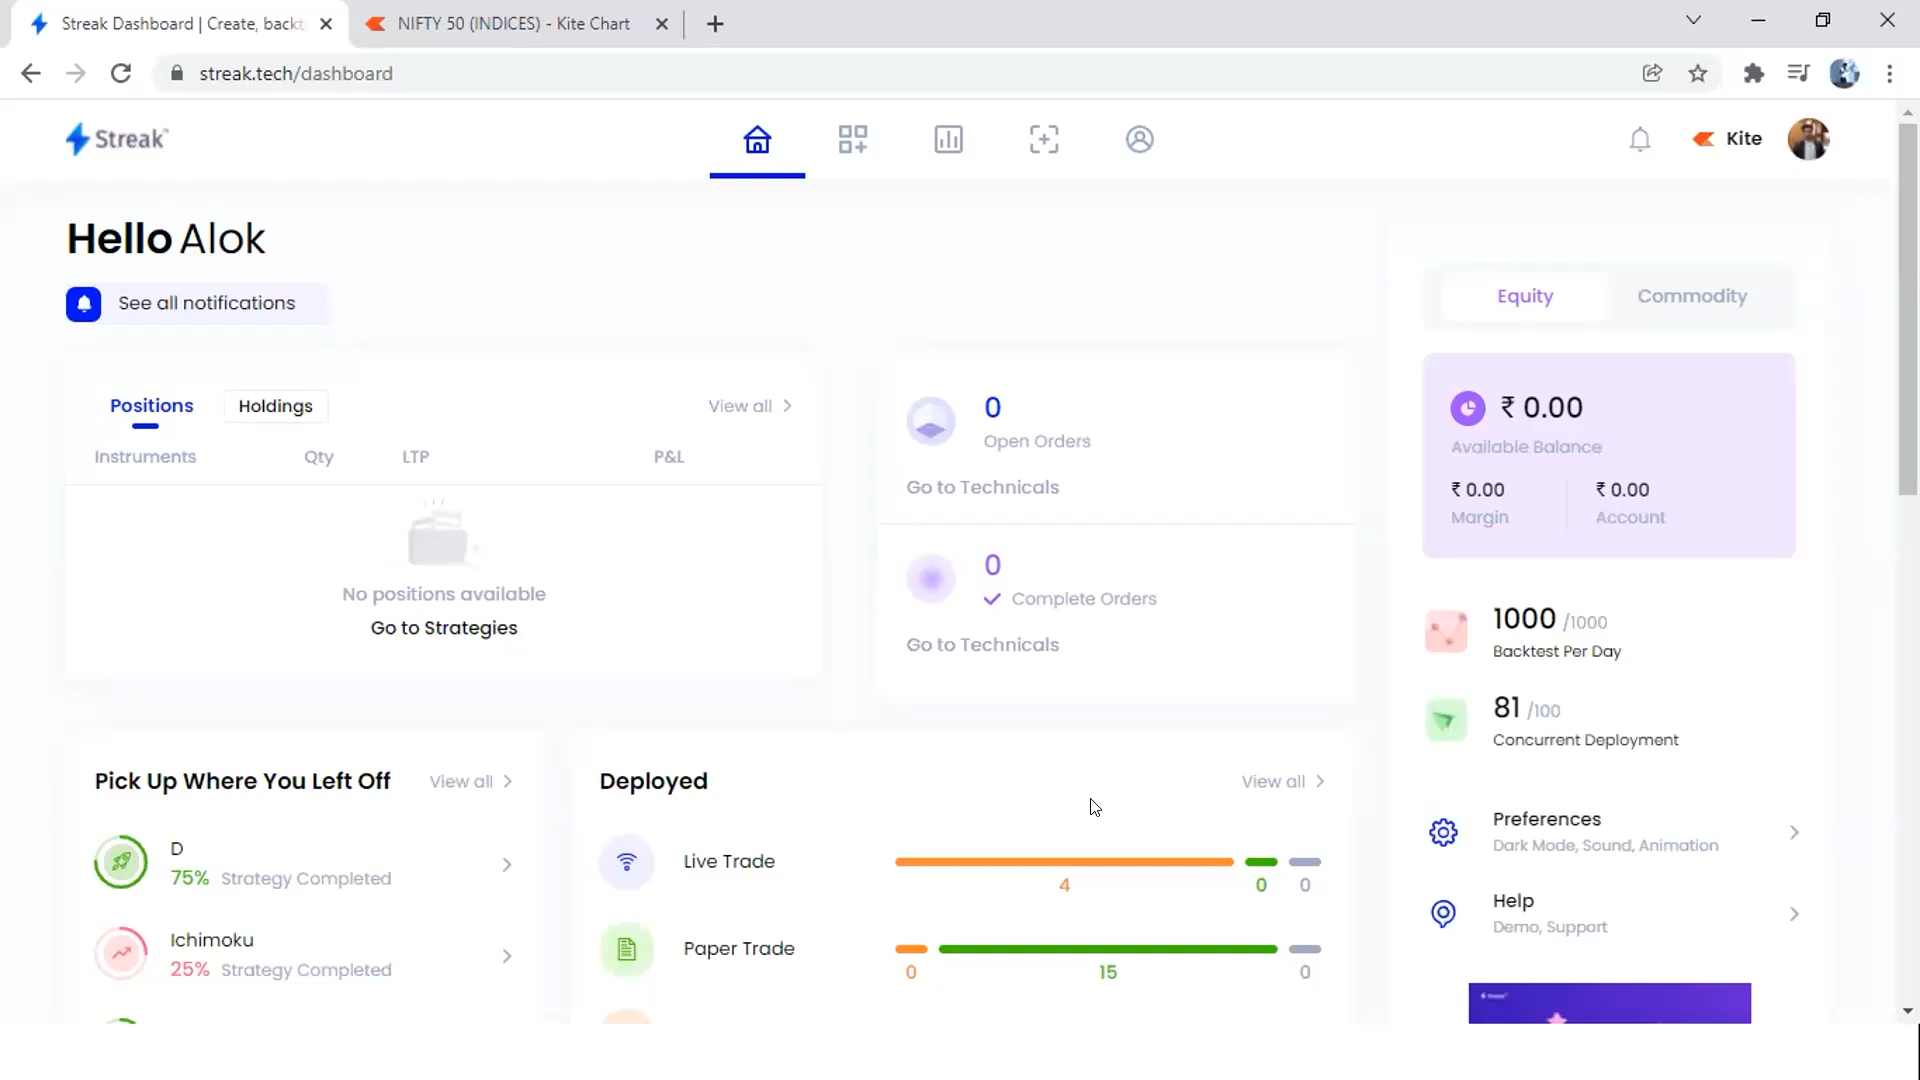 Streak Dashboard | Create, backt
NIFTY 50 (INDICES) - Kite Chart
streak.tech/dashboard
Streak™
Kite
Hello Alok
See all notifications
Equity
Commodity
Positions
Holdings
View all
Instruments
Qty
LTP
P&L
No positions available
Go to Strategies
0
Open Orders
Go to Technicals
0
Complete Orders
Go to Technicals
₹ 0.00
Available Balance
₹ 0.00
Margin
₹ 0.00
Account
1000 /1000
Backtest Per Day
81 /100
Concurrent Deployment
Preferences
Dark Mode, Sound, Animation
Help
Demo, Support
Pick Up Where You Left Off
View all
D
75% Strategy Completed
Ichimoku
25% Strategy Completed
Deployed
View all
Live Trade
4
0
0
Paper Trade
0
15
0